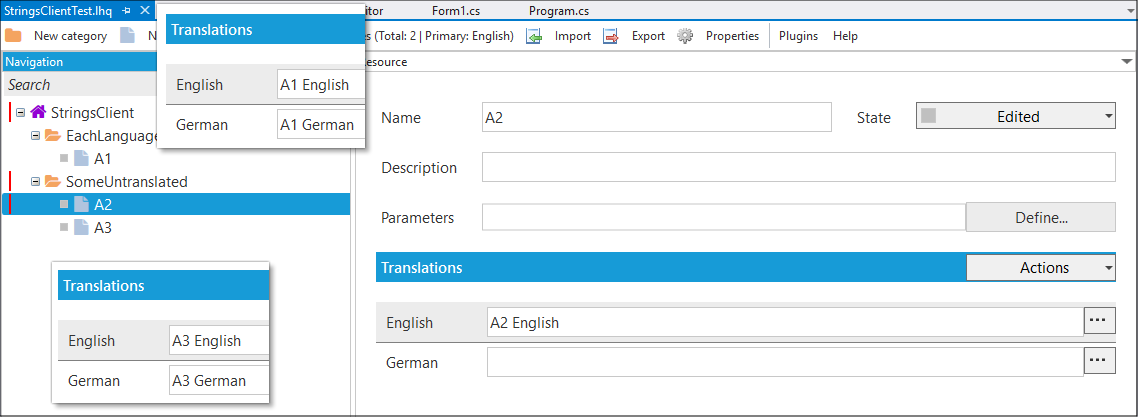 StringsClientTest.lhq itor Form1.cs Program.cs
New category N es (Total: 2 | Primary: English) Import Export Properties Plugins Help
Translations
English A1 English
German A1 German
Navigation
Search
StringsClient
EachLanguage
A1
SomeUntranslated
A2
A3
Translations
English A3 English
German A3 German
esource
Name A2 State Edited
Description
Parameters Define...
Translations Actions
English A2 English ...
German ...